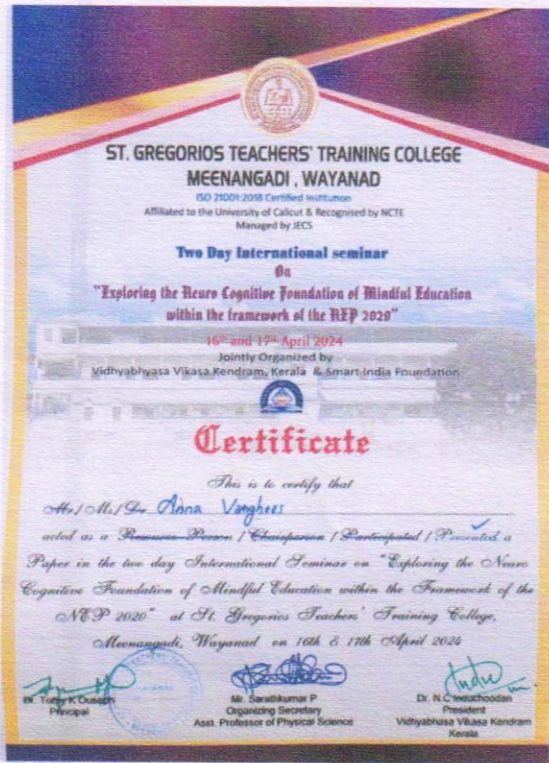 ST. GREGORIOS TEACHERS' TRAINING COLLEGE
MEENANGADI , WAYANAD
ISO 21001:2018 Certified Institution
Affiliated to the University of Calicut & Recognised by NCTE
Managed by JECS
Two Day International seminar
On
"Exploring the Neuro Cognitive Foundation of Mindful Education
within the framework of the NEP 2020"
16th and 17th April 2024
Jointly Organized by
Vidhyabhyasa Vikasa Kendram, Kerala & Smart India Foundation
Certificate
This is to certify that
Mr / Ms / Dr Anna Varghees
acted as a Resource Person / Chairperson / Participated / Presented a
Paper in the two day International Seminar on "Exploring the Neuro
Cognitive Foundation of Mindful Education within the Framework of the
NEP 2020" at St. Gregorios Teachers' Training College,
Meenangadi, Wayanad on 16th & 17th April 2024
Dr. Tomy K Ouseph
Principal
Mr. Sarathkumar P
Organizing Secretary
Asst. Professor of Physical Science
Dr. N.C Induchoodan
President
Vidhyabhasa Vikasa Kendram
Kerala